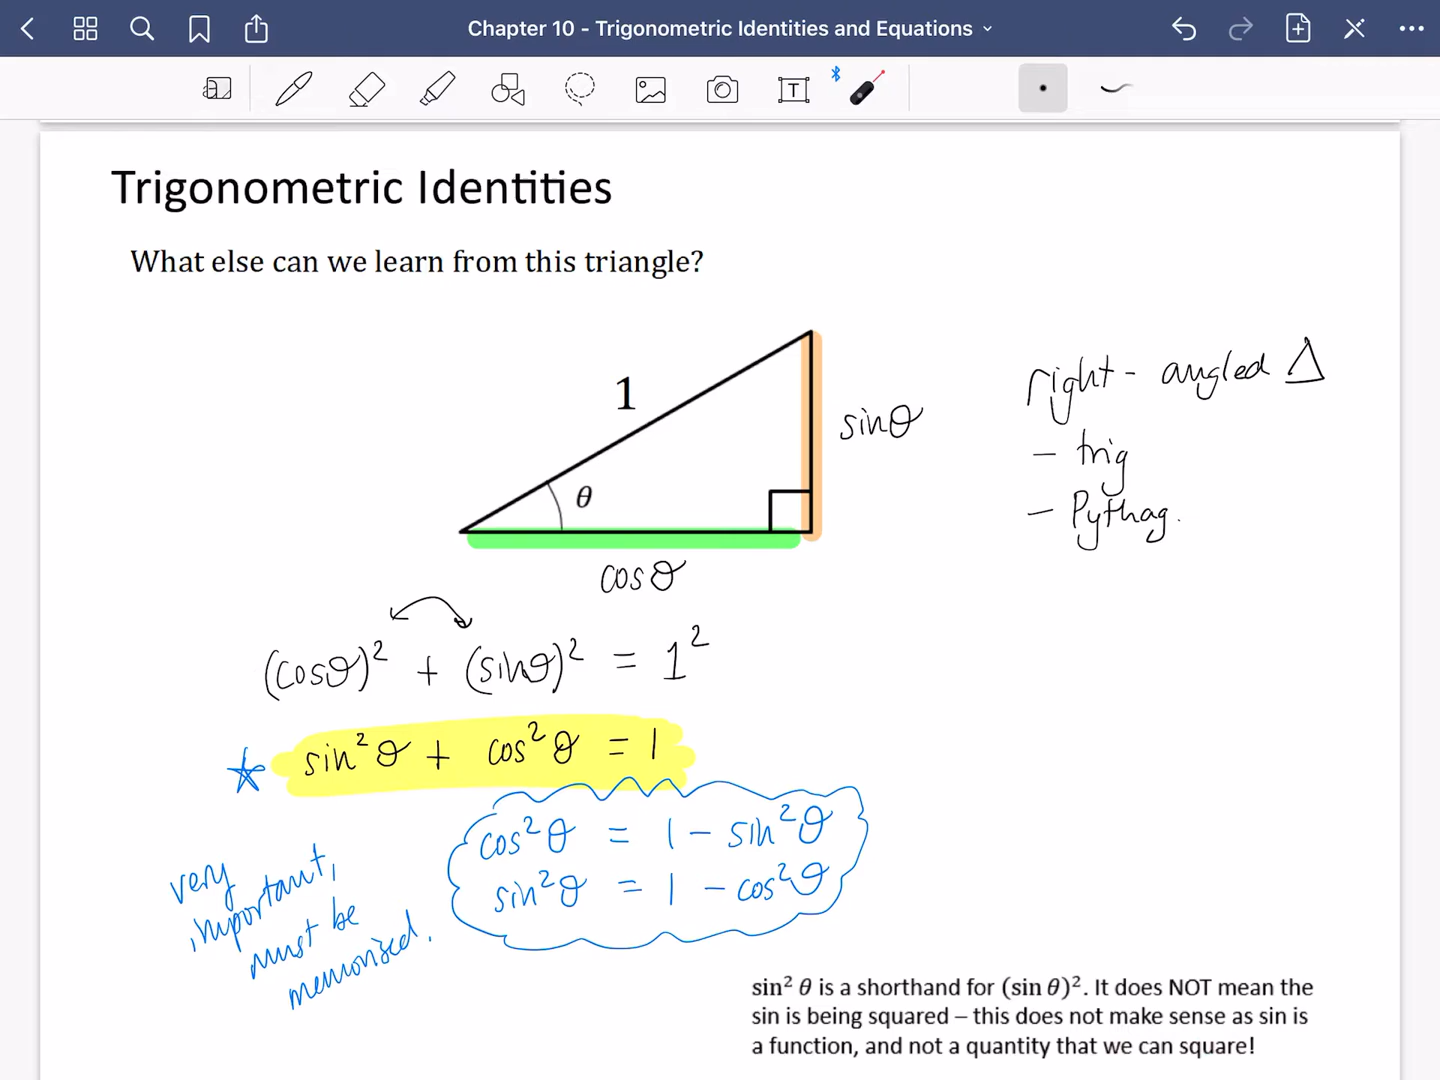 Chapter 10 - Trigonometric Identities and Equations
T
Trigonometric Identities
What else can we learn from this triangle?
1
θ
sinθ
cosθ
right - angled Δ
- trig
- Pythag.
(cosθ)² + (sinθ)² = 1²
sin²θ + cos²θ = 1
cos²θ = 1 - sin²θ
sin²θ = 1 - cos²θ
very
important,
must be
memorised.
sin² θ is a shorthand for (sin θ)². It does NOT mean the
sin is being squared – this does not make sense as sin is
a function, and not a quantity that we can square!